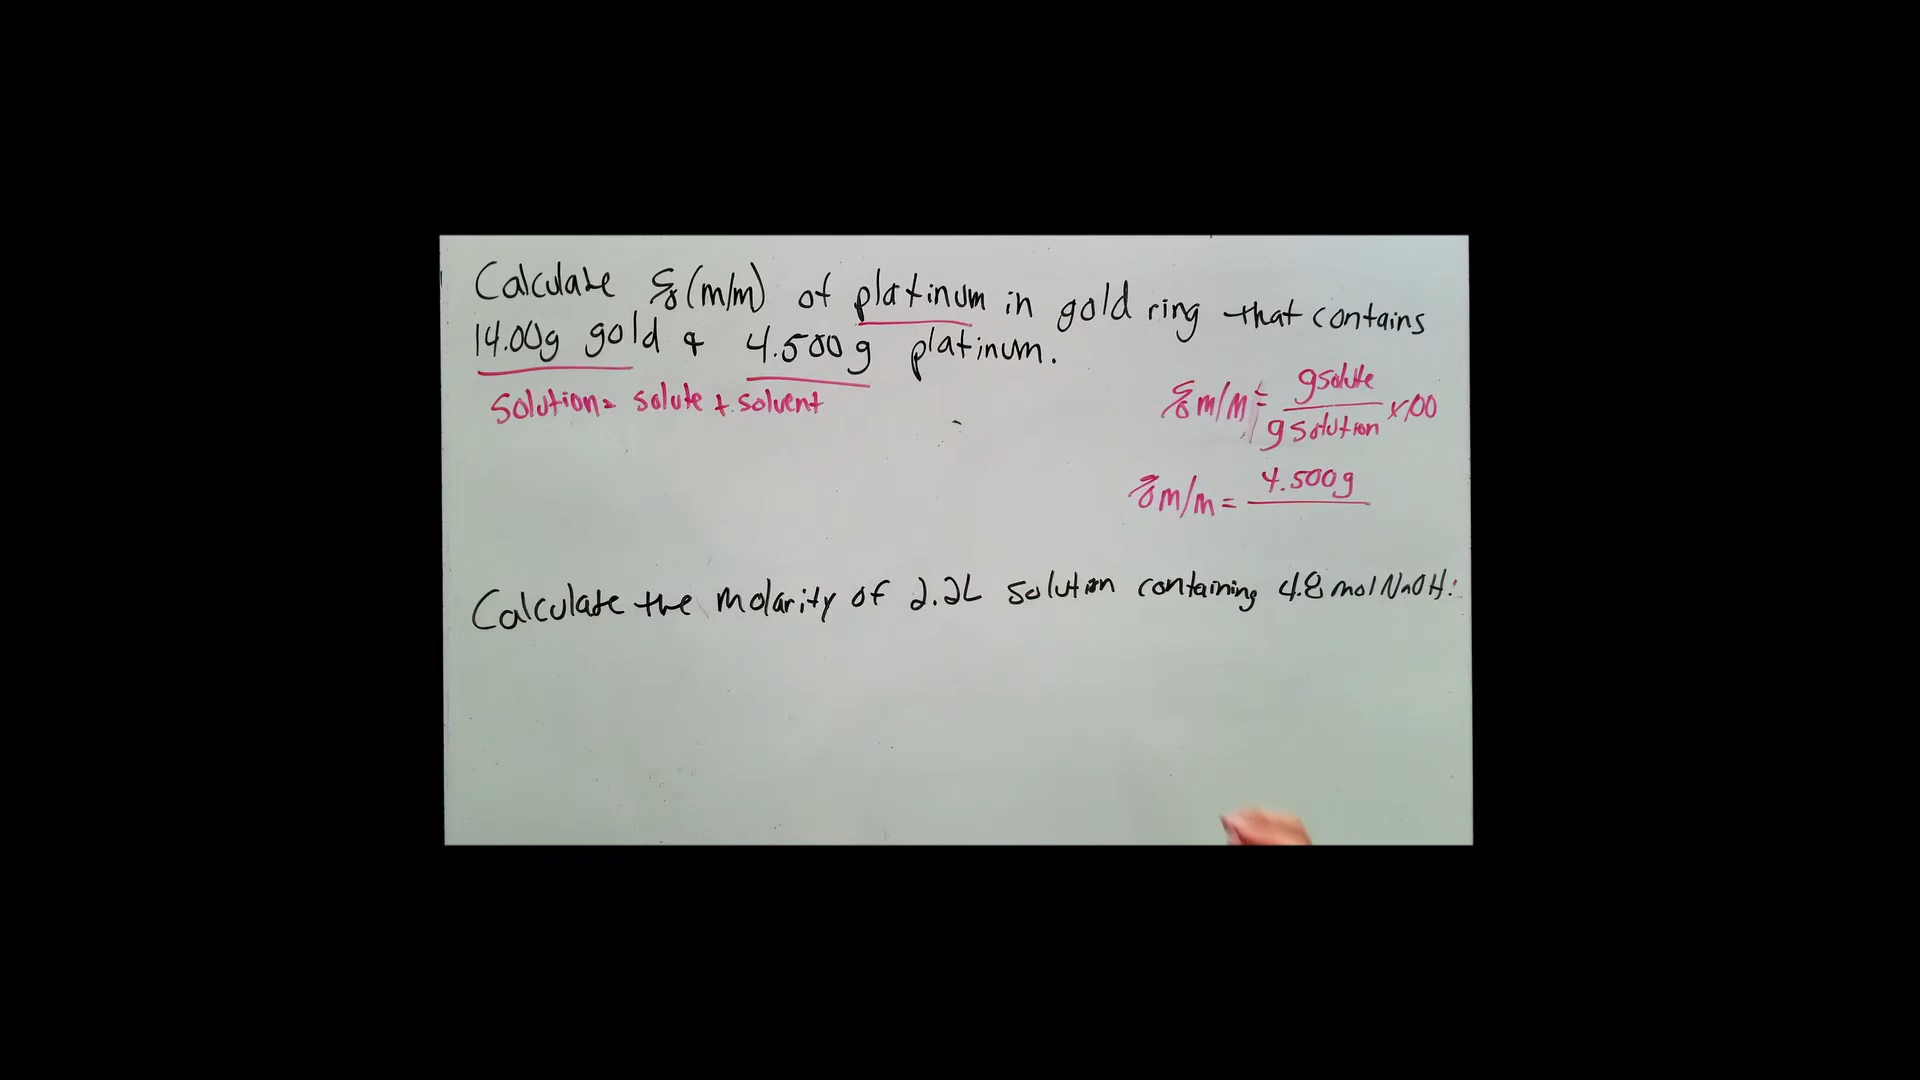 Calculate % (m/m) of platinum in gold ring that contains
14.00g gold & 4.500g platinum.
Solution = solute + solvent
% m/m = g solute / g solution x 100
% m/m = 4.500g
Calculate the molarity of 2.2L solution containing 4.8 mol NaOH: